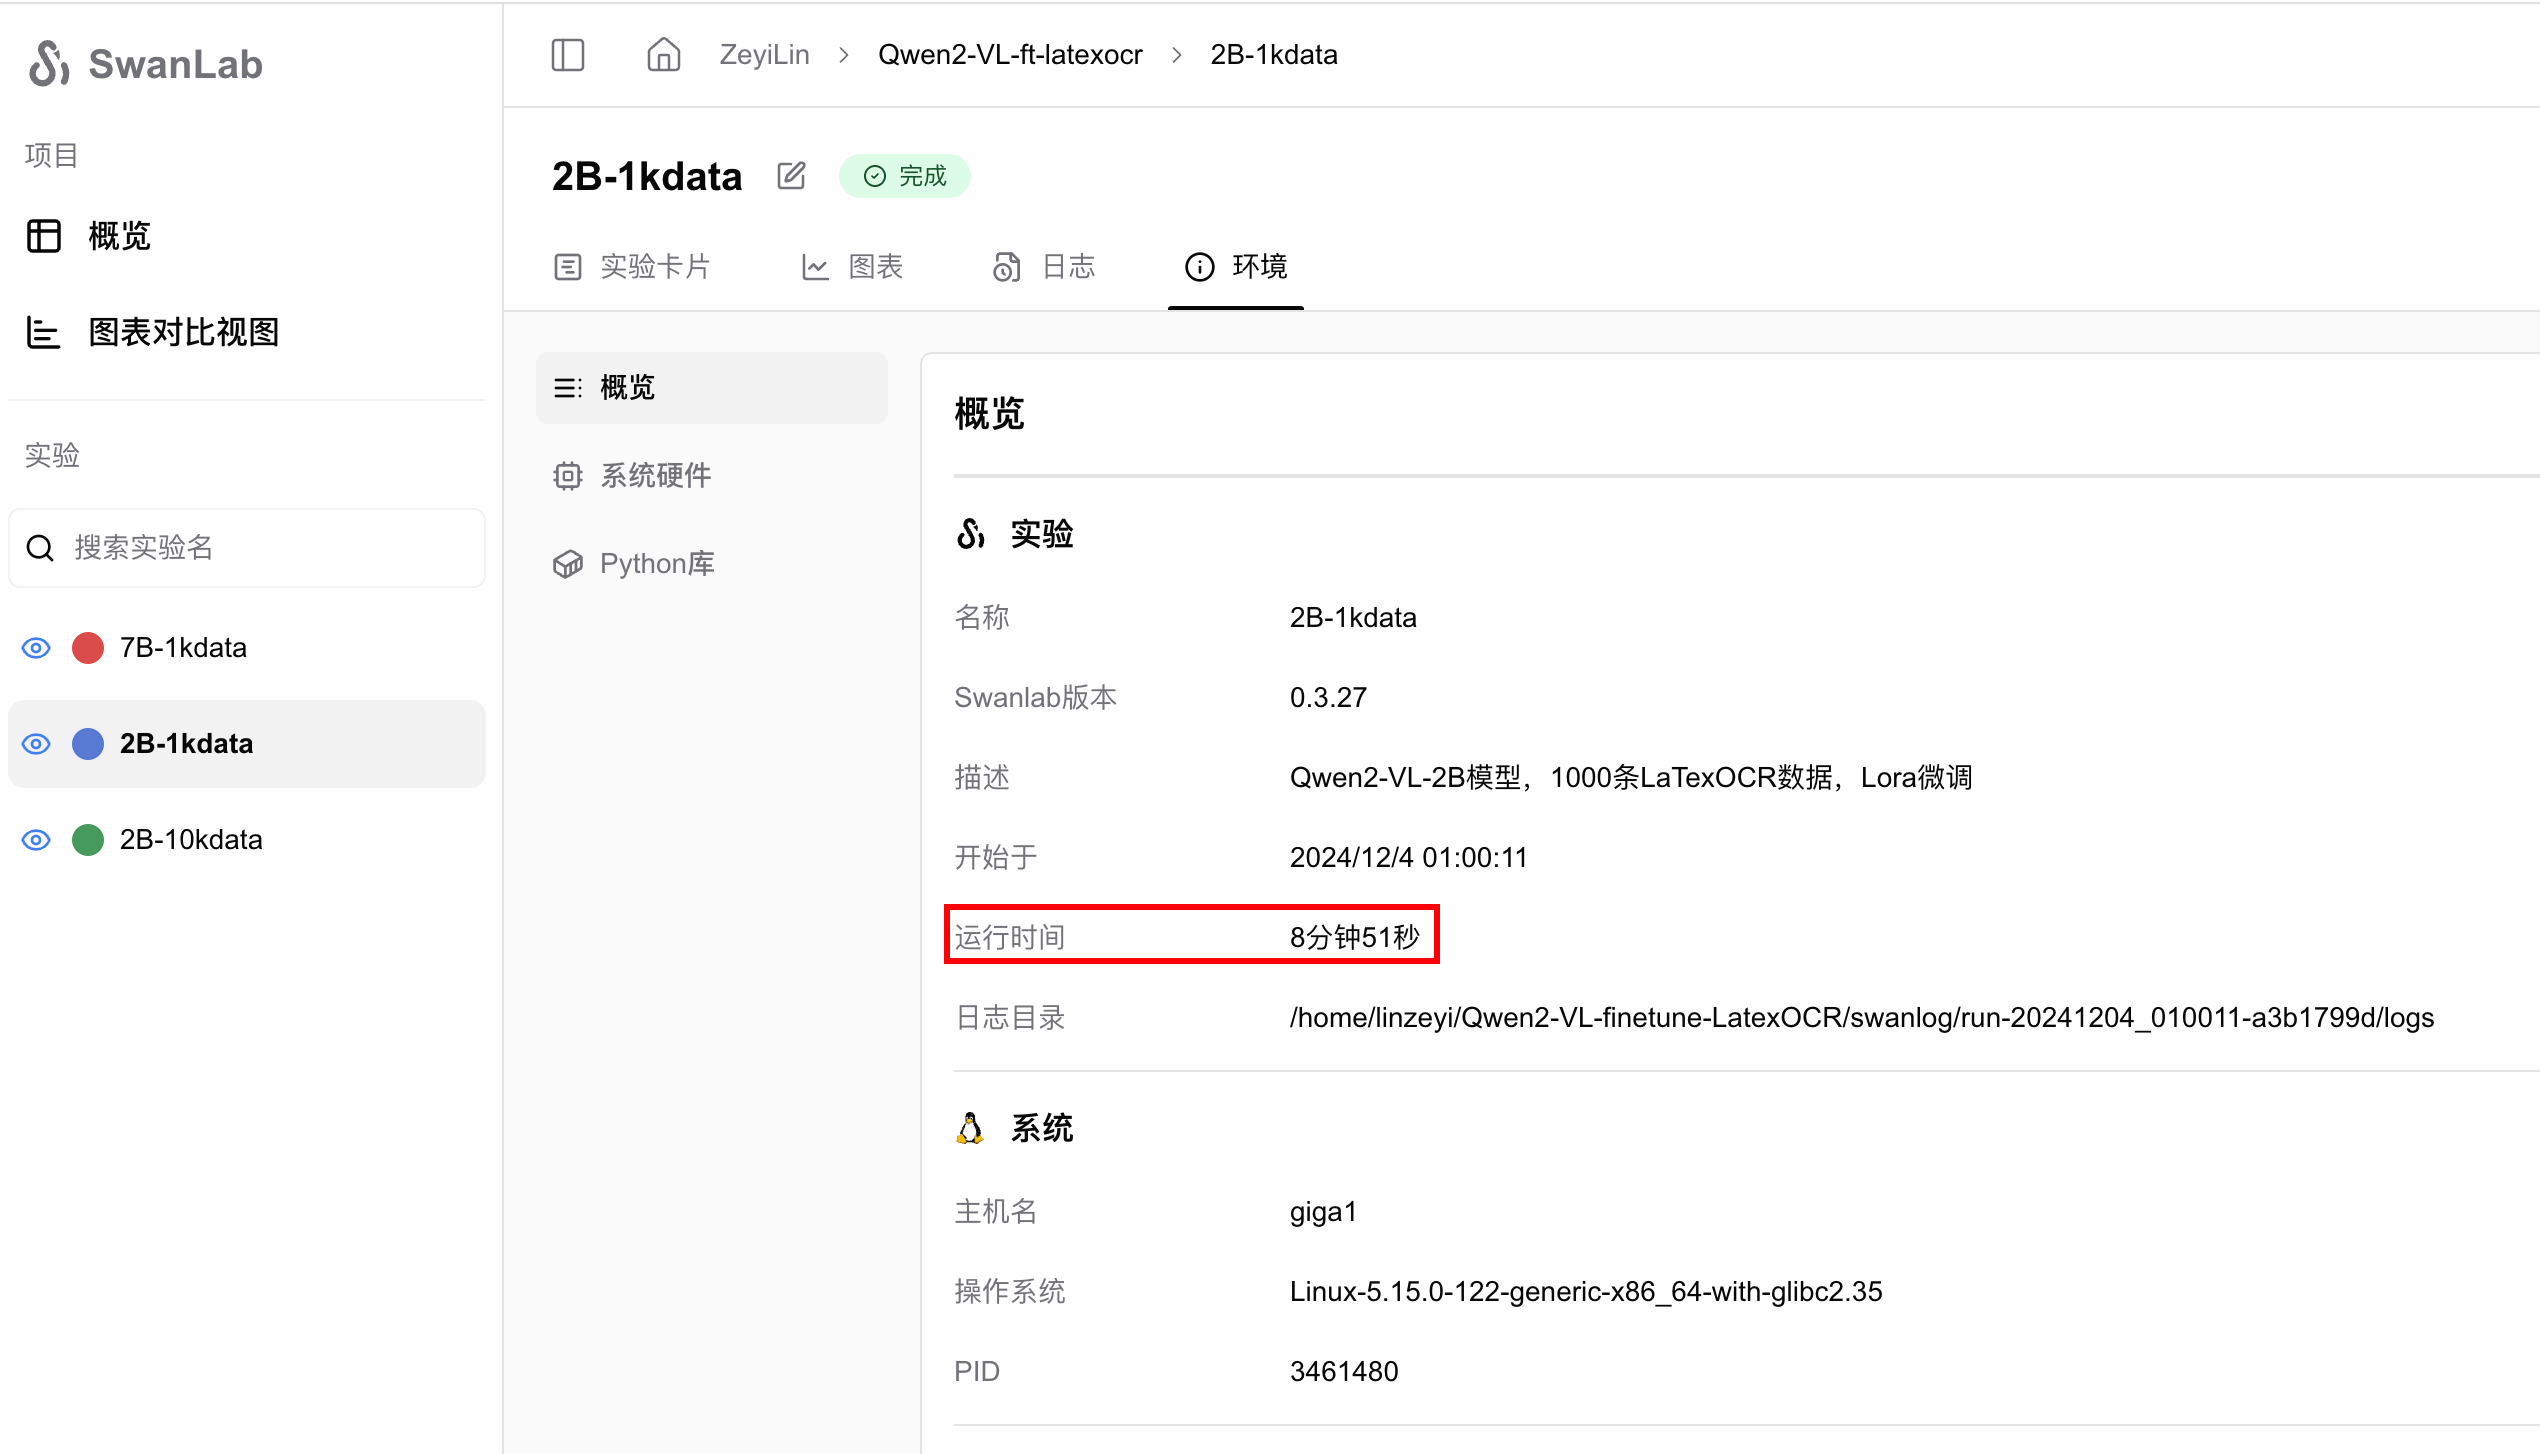 SwanLab
项目
概览
图表对比视图
实验
搜索实验名
7B-1kdata
2B-1kdata
2B-10kdata
ZeyiLin > Qwen2-VL-ft-latexocr > 2B-1kdata
2B-1kdata 完成
实验卡片 图表 日志 环境
概览
系统硬件
Python库
概览
实验
名称 2B-1kdata
Swanlab版本 0.3.27
描述 Qwen2-VL-2B模型，1000条LaTexOCR数据，Lora微调
开始于 2024/12/4 01:00:11
运行时间 8分钟51秒
日志目录 /home/linzeyi/Qwen2-VL-finetune-LatexOCR/swanlog/run-20241204_010011-a3b1799d/logs
系统
主机名 giga1
操作系统 Linux-5.15.0-122-generic-x86_64-with-glibc2.35
PID 3461480